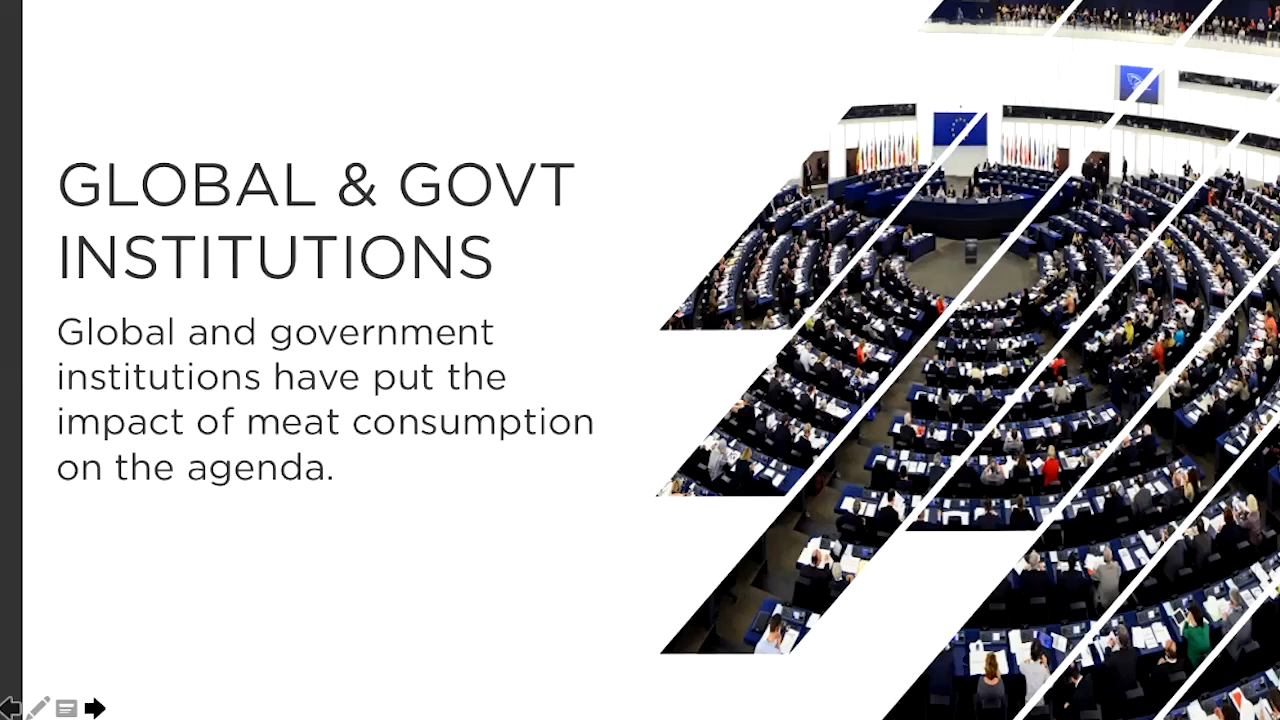 GLOBAL & GOVT
INSTITUTIONS
Global and government
institutions have put the
impact of meat consumption
on the agenda.